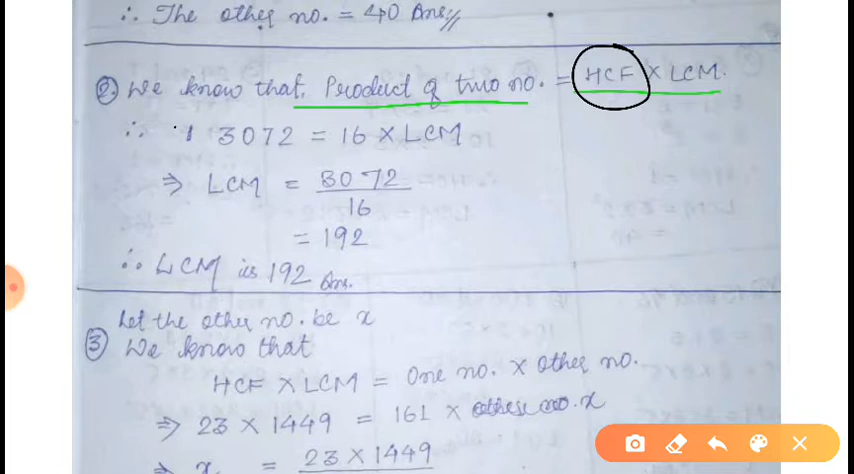 ∴ The other no. = 40 Ans//
② We know that, Product of two no. = HCF × LCM.
∴ 3072 = 16 × LCM
⇒ LCM = 3072/16
= 192
∴ LCM is 192 Ans.
Let the other no. be x
③ We know that
HCF × LCM = One no. × other no.
⇒ 23 × 1449 = 161 × x
⇒ x = 23 × 1449